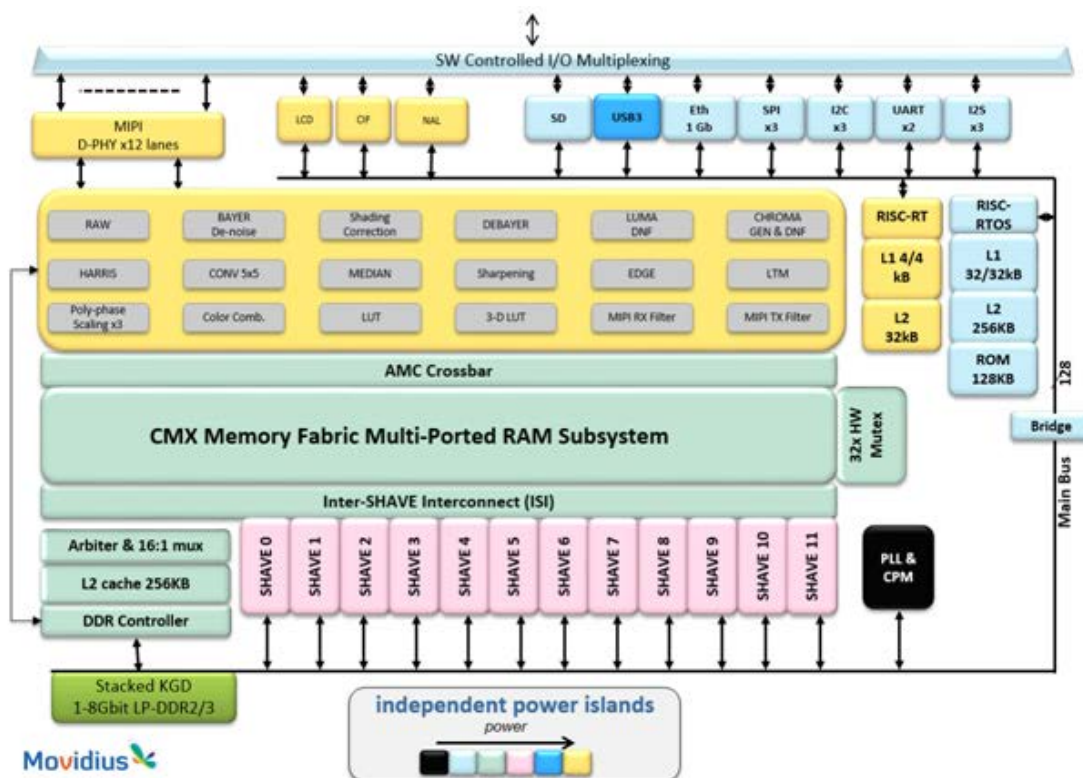 SW Controlled I/O Multiplexing
MIPI
D-PHY x12 lanes
LCD
CIF
NAL
SD
USB3
Eth
1 Gb
SPI
x3
I2C
x3
UART
x2
I2S
x3
RAW
BAYER
De-noise
Shading
Correction
DEBAYER
LUMA
DNF
CHROMA
GEN & DNF
HARRIS
CONV 5x5
MEDIAN
Sharpening
EDGE
LTM
Poly-phase
Scaling x3
Color Comb.
LUT
3-D LUT
MIPI RX Filter
MIPI TX Filter
RISC-RT
L1 4/4
kB
L2
32kB
RISC-
RTOS
L1
32/32kB
L2
256KB
ROM
128KB
AMC Crossbar
CMX Memory Fabric Multi-Ported RAM Subsystem
32x HW
Mutex
128
Bridge
Main Bus
Inter-SHAVE Interconnect (ISI)
Arbiter & 16:1 mux
L2 cache 256KB
DDR Controller
SHAVE 0
SHAVE 1
SHAVE 2
SHAVE 3
SHAVE 4
SHAVE 5
SHAVE 6
SHAVE 7
SHAVE 8
SHAVE 9
SHAVE 10
SHAVE 11
PLL &
CPM
Stacked KGD
1-8Gbit LP-DDR2/3
independent power islands
power
Movidius